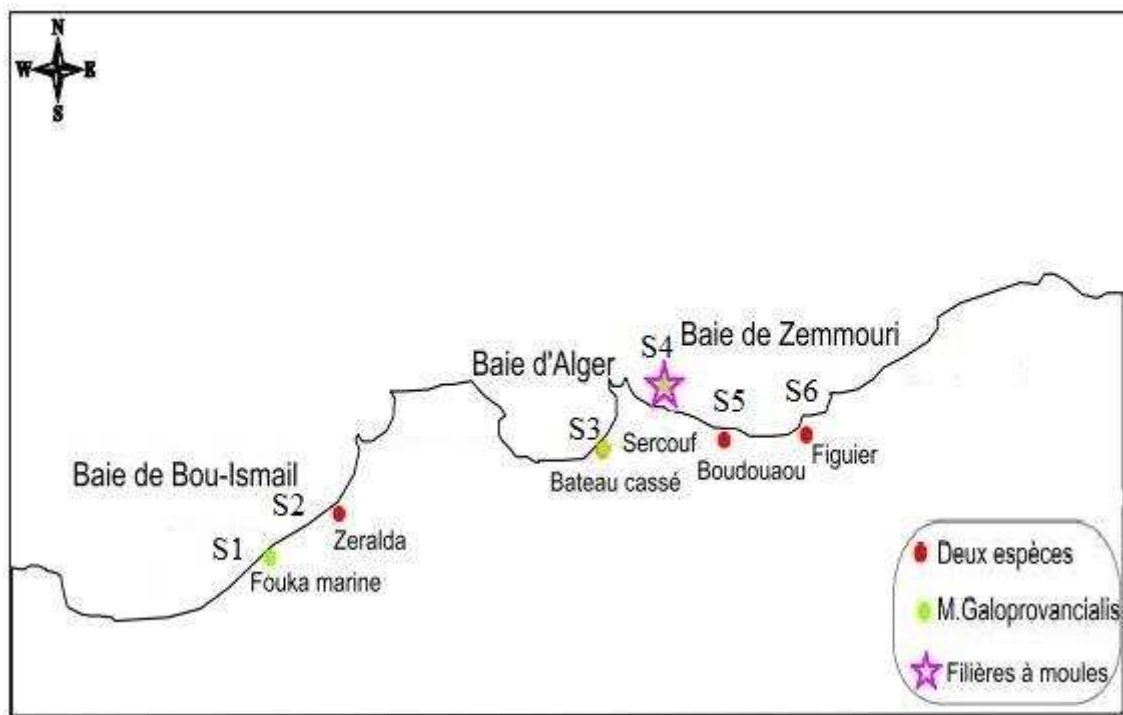 N
W E
S
Baie de Zemmouri
S4
Baie d'Alger
S5
S6
S3
Sercouf
Figuier
Boudouaou
Bateau cassé
Baie de Bou-Ismail
S2
Zeralda
S1
Fouka marine
Deux espèces
M.Galoprovancialis
Filières à moules